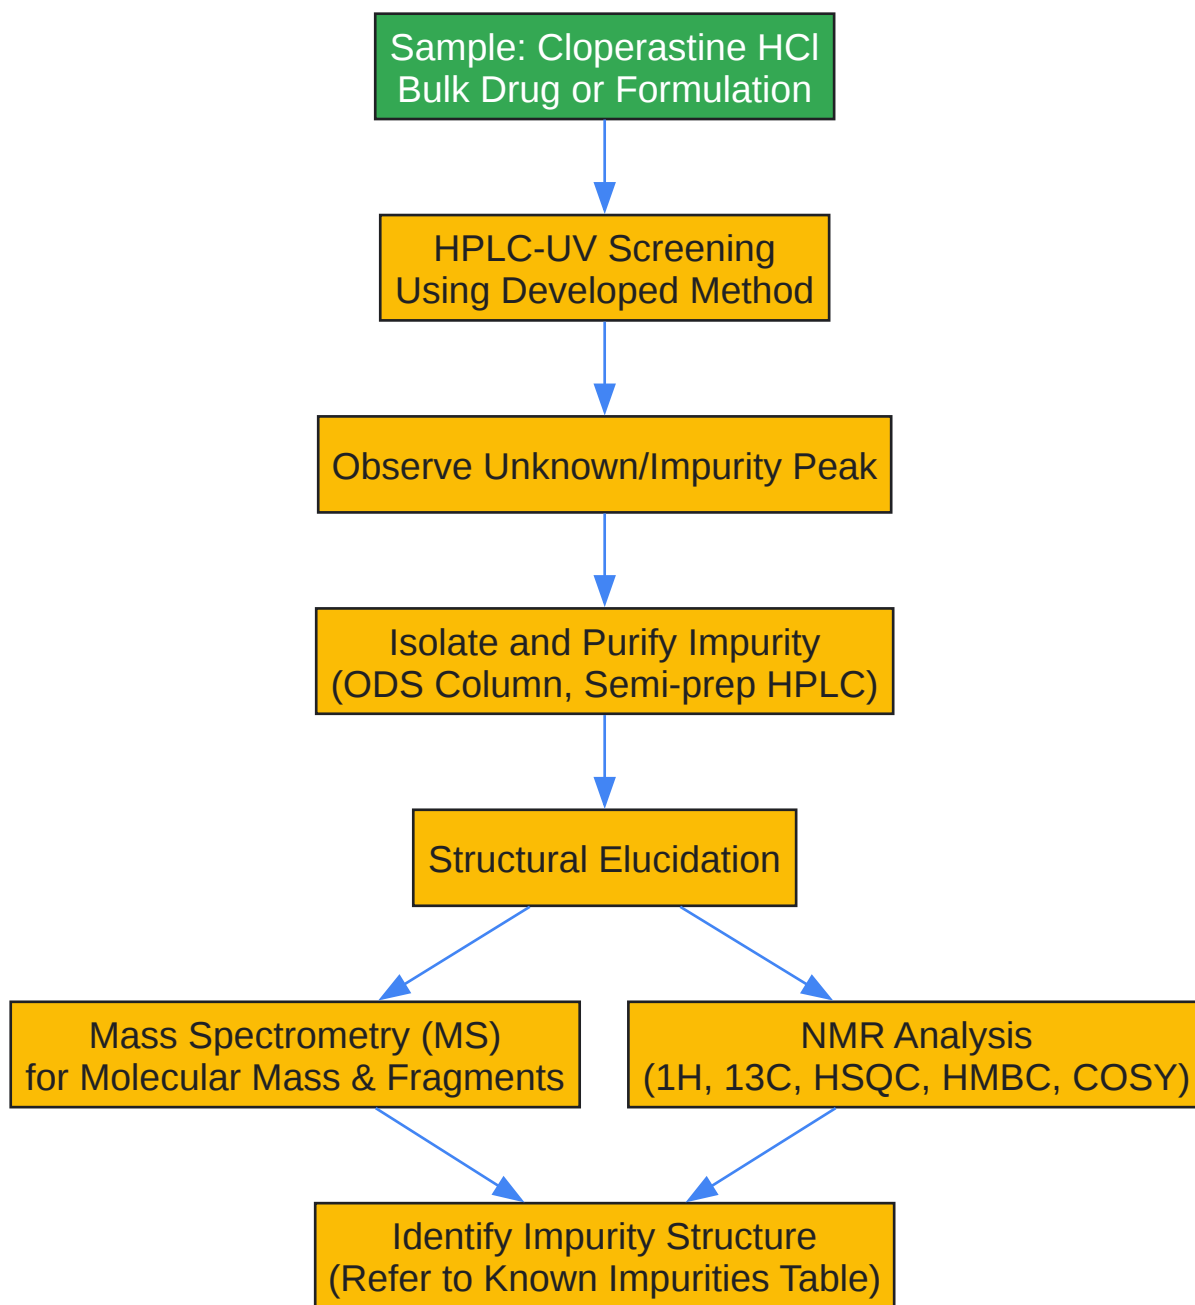 Sample: Cloperastine HCl
Bulk Drug or Formulation
HPLC-UV Screening
Using Developed Method
Observe Unknown/Impurity Peak
Isolate and Purify Impurity
(ODS Column, Semi-prep HPLC)
Structural Elucidation
Mass Spectrometry (MS)
for Molecular Mass & Fragments
NMR Analysis
(1H, 13C, HSQC, HMBC, COSY)
Identify Impurity Structure
(Refer to Known Impurities Table)